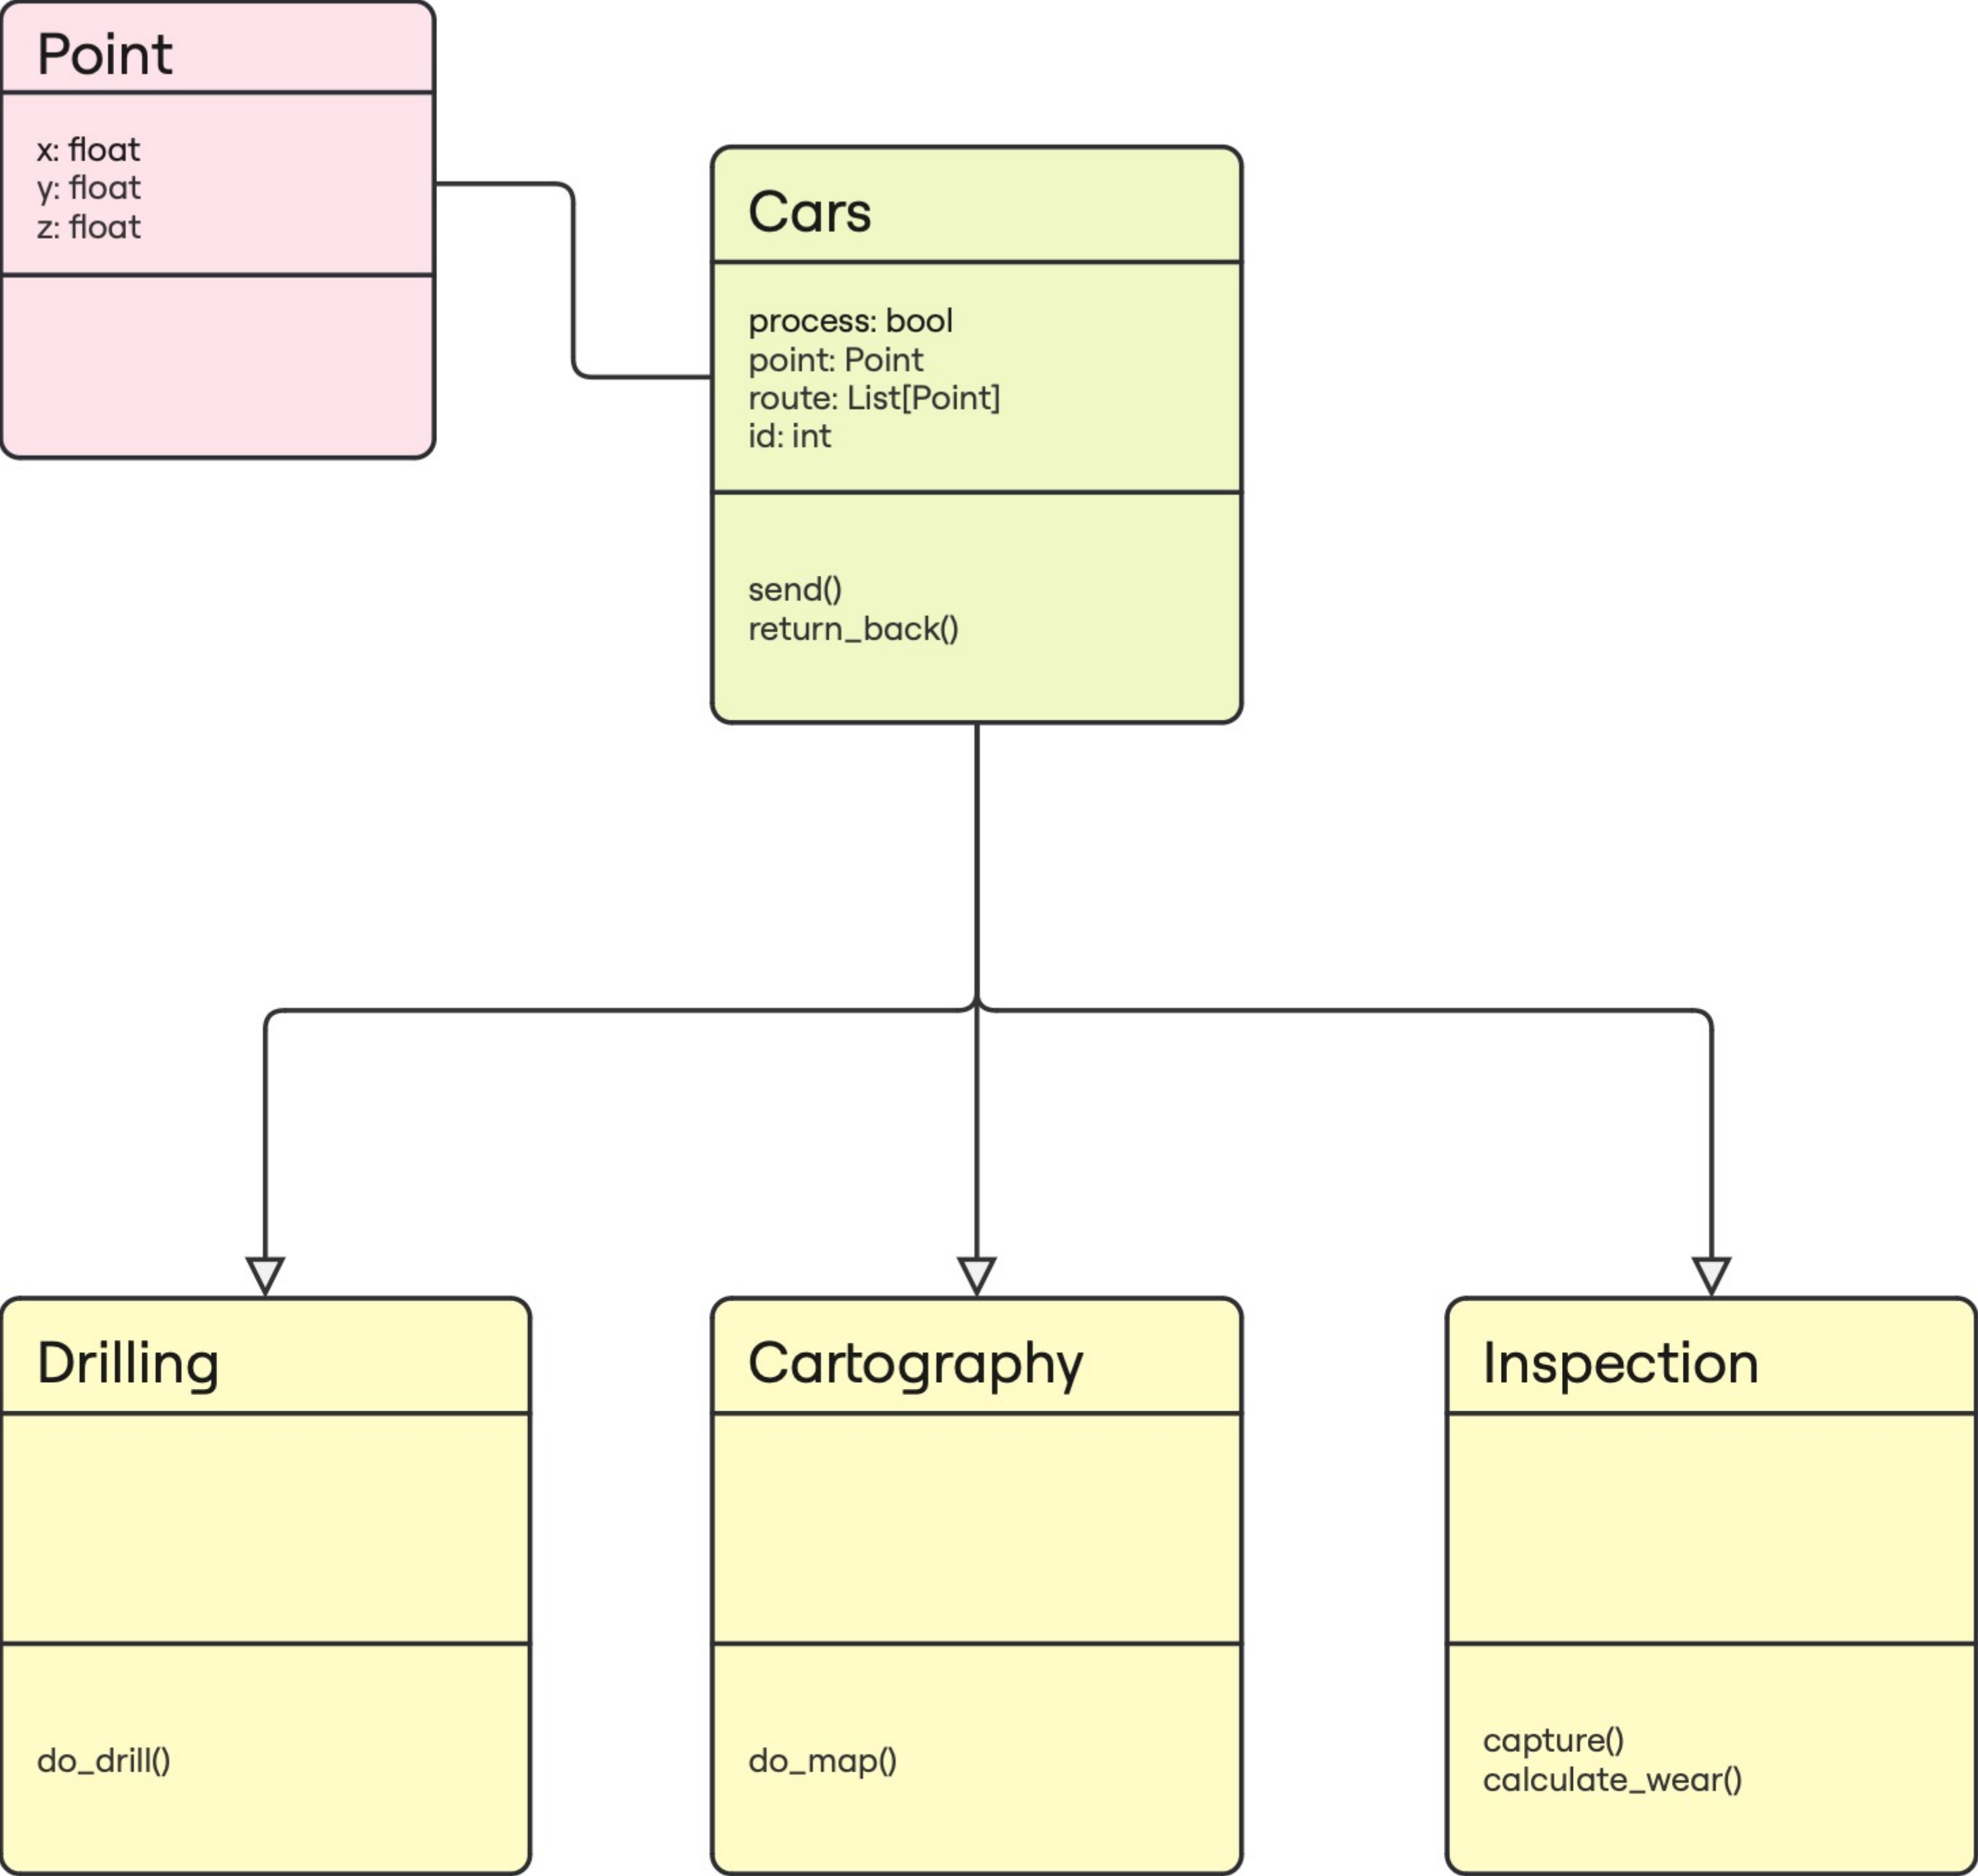 Point
x: float
y: float
z: float
Cars
process: bool
point: Point
route: List[Point]
id: int
send()
return_back()
Drilling
do_drill()
Cartography
do_map()
Inspection
capture()
calculate_wear()